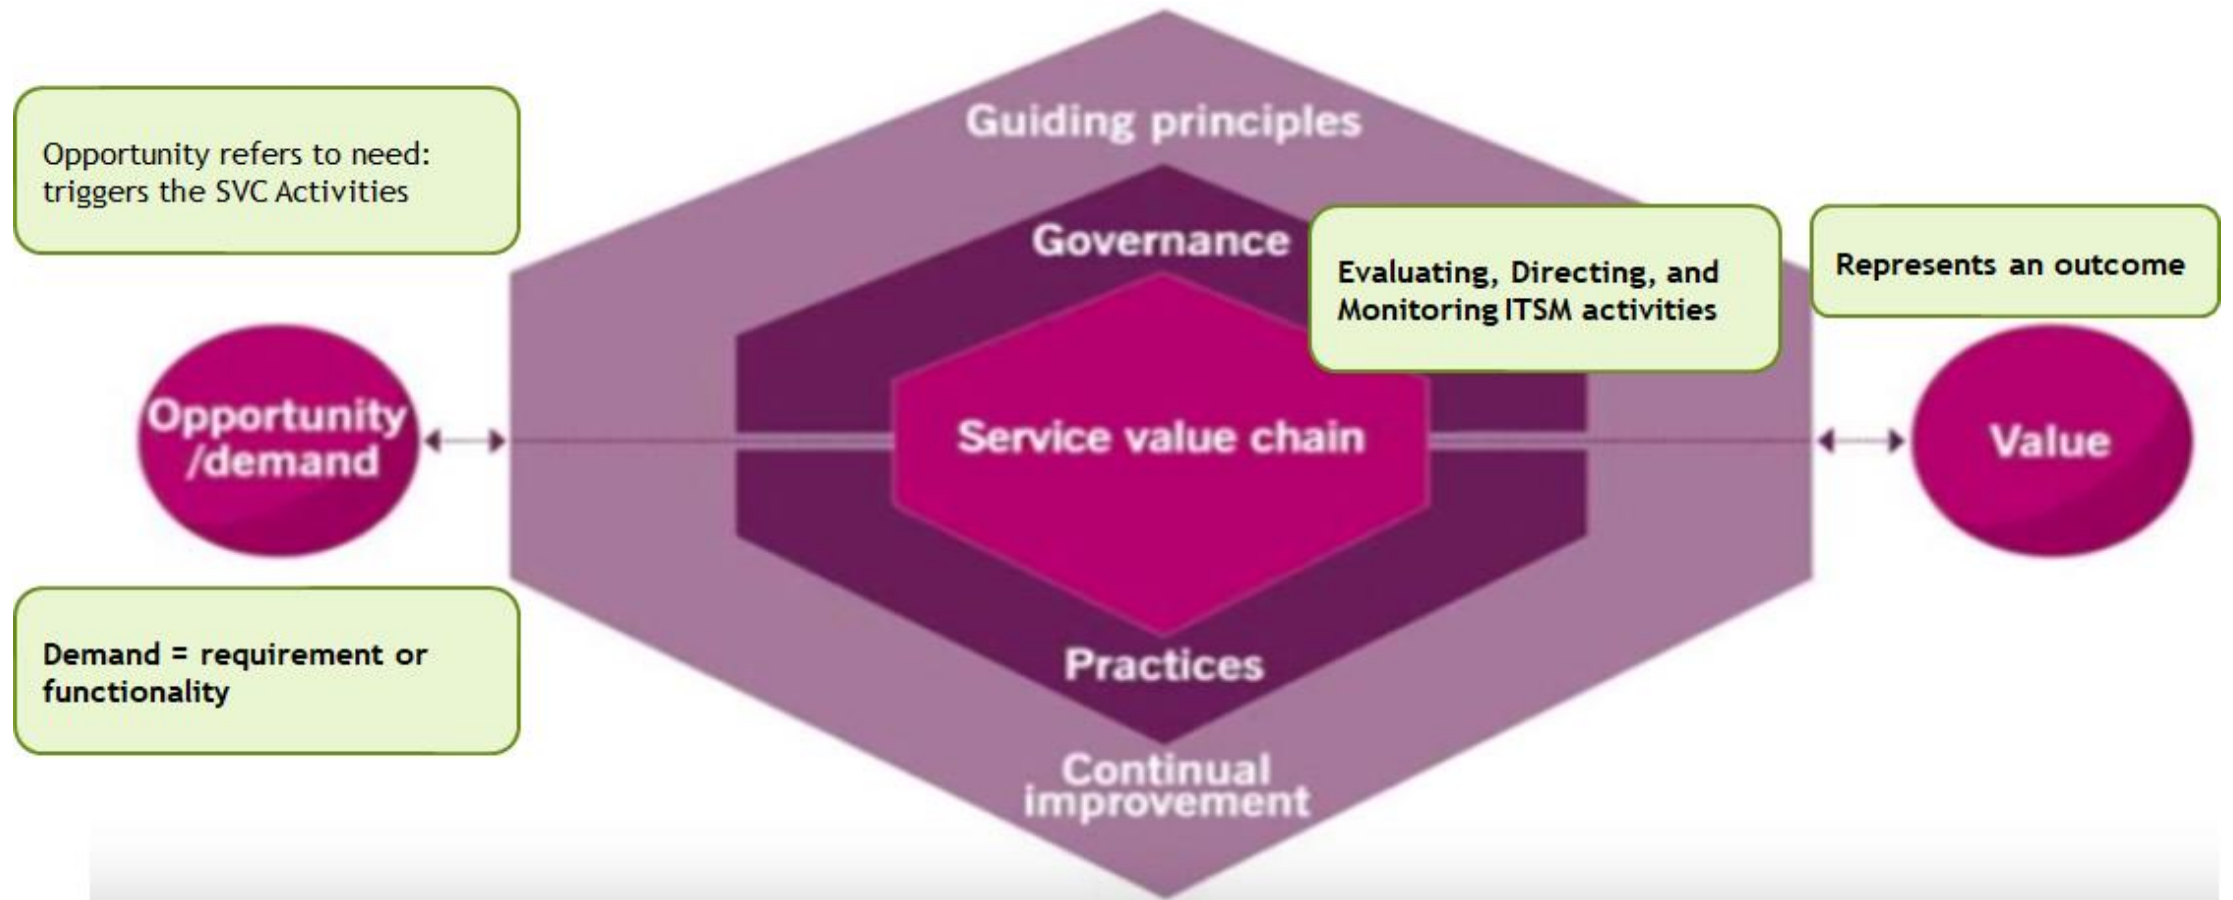 Guiding principles
Opportunity refers to need:
triggers the SVC Activities
Governance
Evaluating, Directing, and
Monitoring ITSM activities
Represents an outcome
Opportunity
/demand
Service value chain
Value
Demand = requirement or
functionality
Practices
Continual
improvement